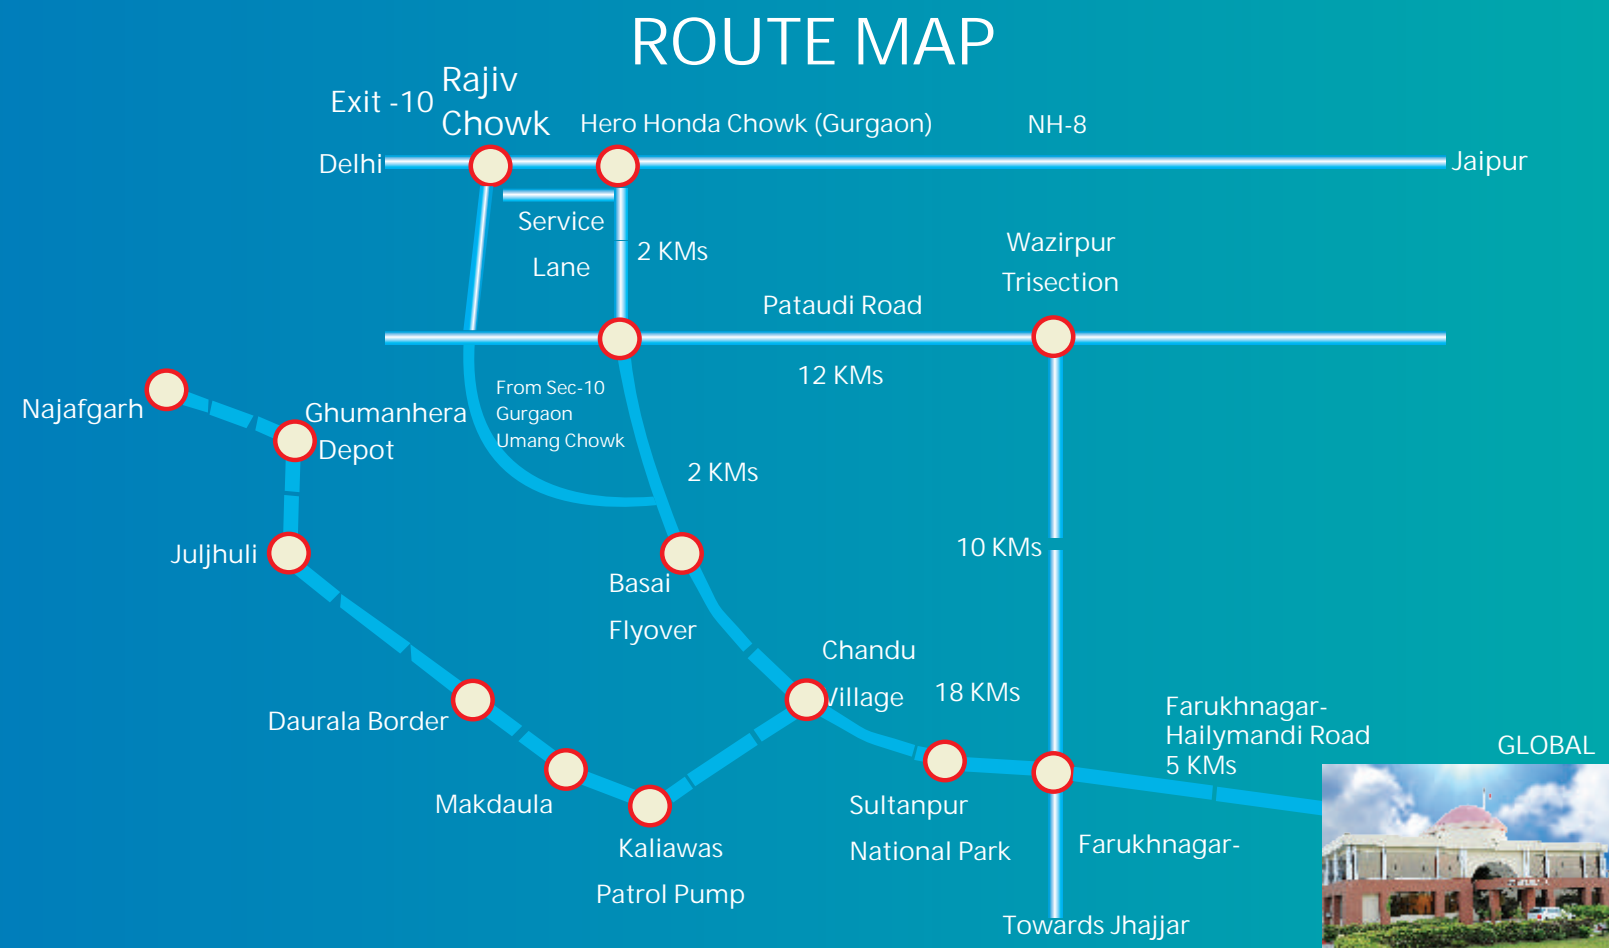 ROUTE MAP
Exit -10
Rajiv
Chowk
Hero Honda Chowk (Gurgaon)
NH-8
Delhi
Jaipur
Service
Lane
2 KMs
Wazirpur
Trisection
Pataudi Road
12 KMs
From Sec-10
Gurgaon
Umang Chowk
Najafgarh
Ghumanhera
Depot
2 KMs
Juljhuli
10 KMs
Basai
Flyover
Chandu
Village
18 KMs
Daurala Border
Farukhnagar-
Hailymandi Road
5 KMs
GLOBAL
Makdaula
Sultanpur
National Park
Kaliawas
Patrol Pump
Farukhnagar-
Towards Jhajjar